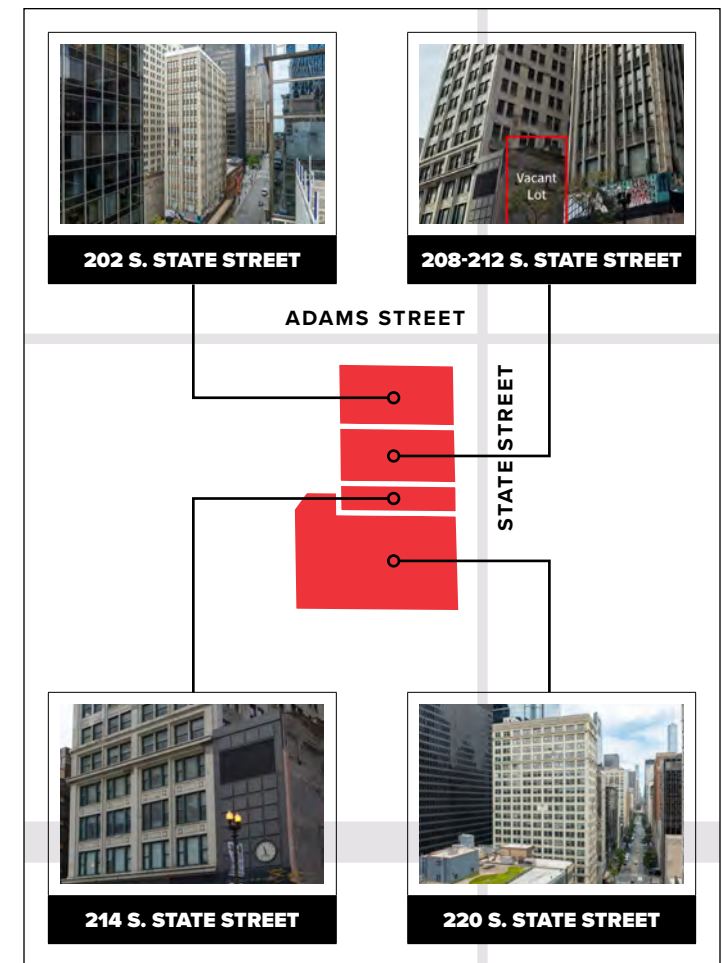 Vacant
Lot
202 S. STATE STREET
208-212 S. STATE STREET
ADAMS STREET
STATE STREET
214 S. STATE STREET
220 S. STATE STREET